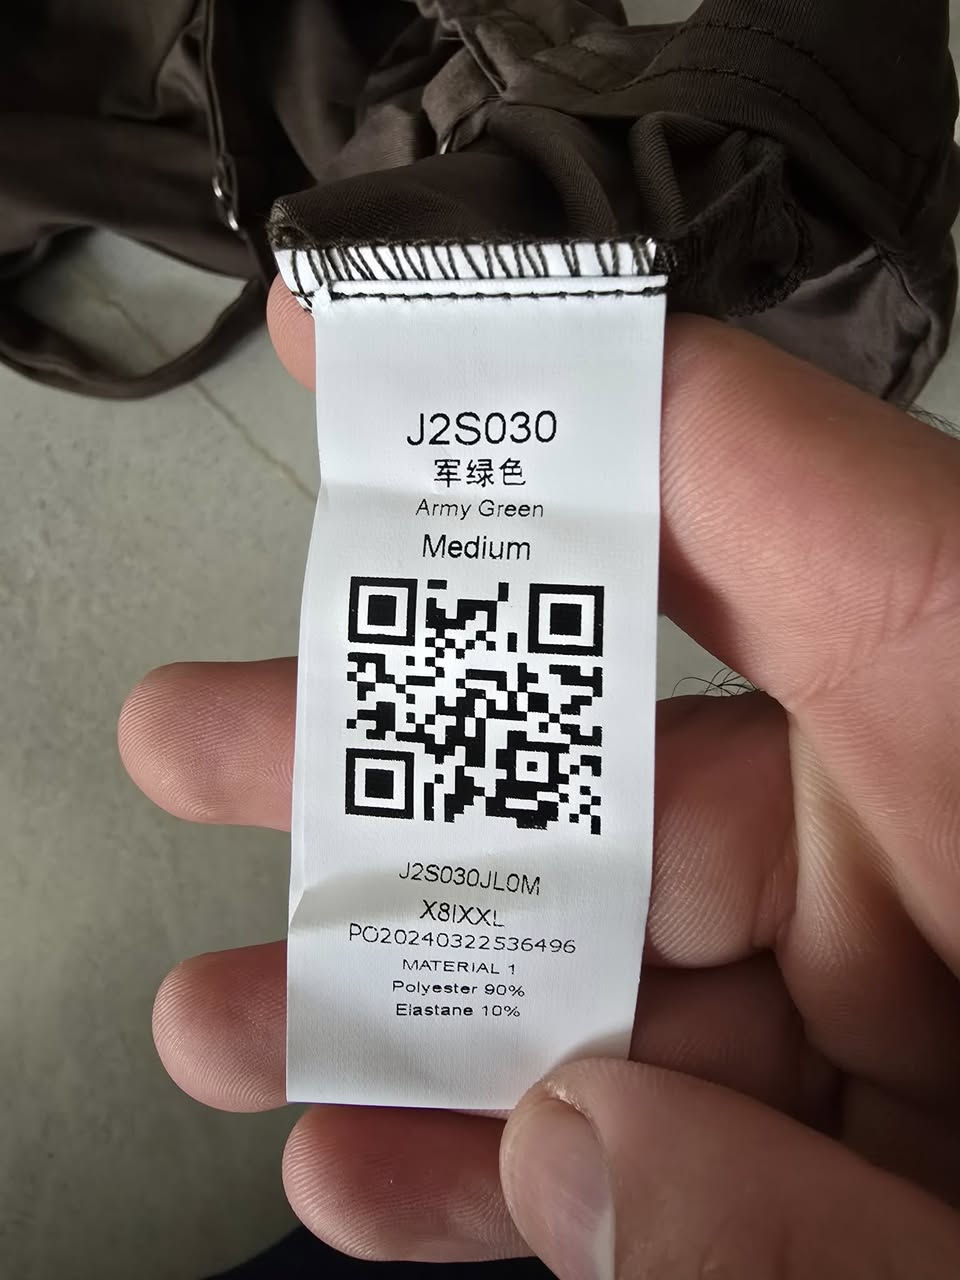 J2S030
军绿色
Army Green
Medium
J2S030JL0M
X8IXXL
PO20240322536496
MATERIAL 1
Polyester 90%
Elastane 10%